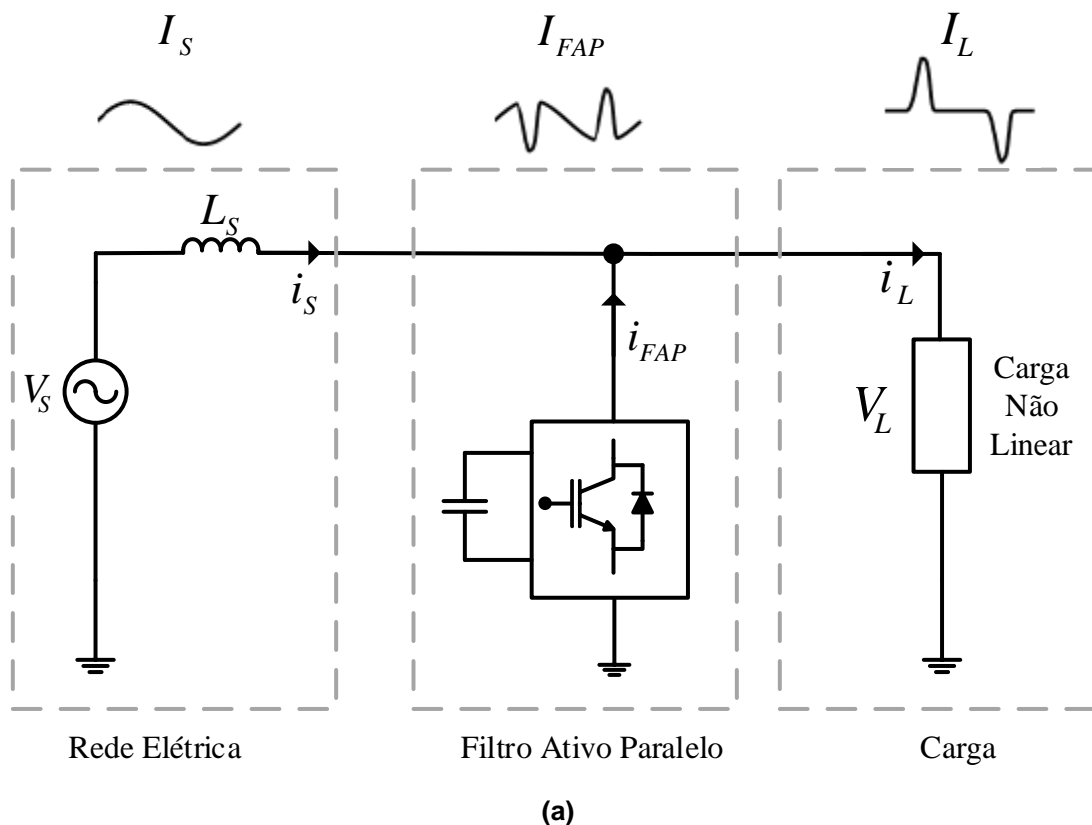 I_S I_FAP I_L
L_S
i_S i_L
i_FAP
V_S V_L
Carga
Não
Linear
Rede Elétrica Filtro Ativo Paralelo Carga
(a)